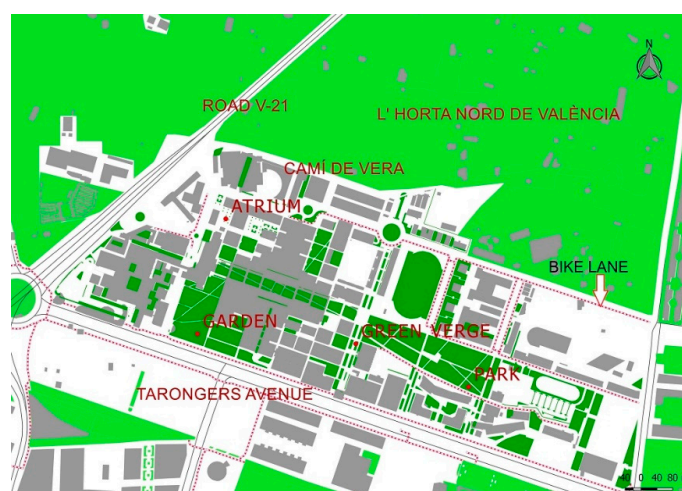 N
ROAD V-21
L' HORTA NORD DE VALÈNCIA
CAMÍ DE VERA
ATRIUM
BIKE LANE
GARDEN
GREEN VERGE
PARK
TARONGERS AVENUE
40 0 40 80